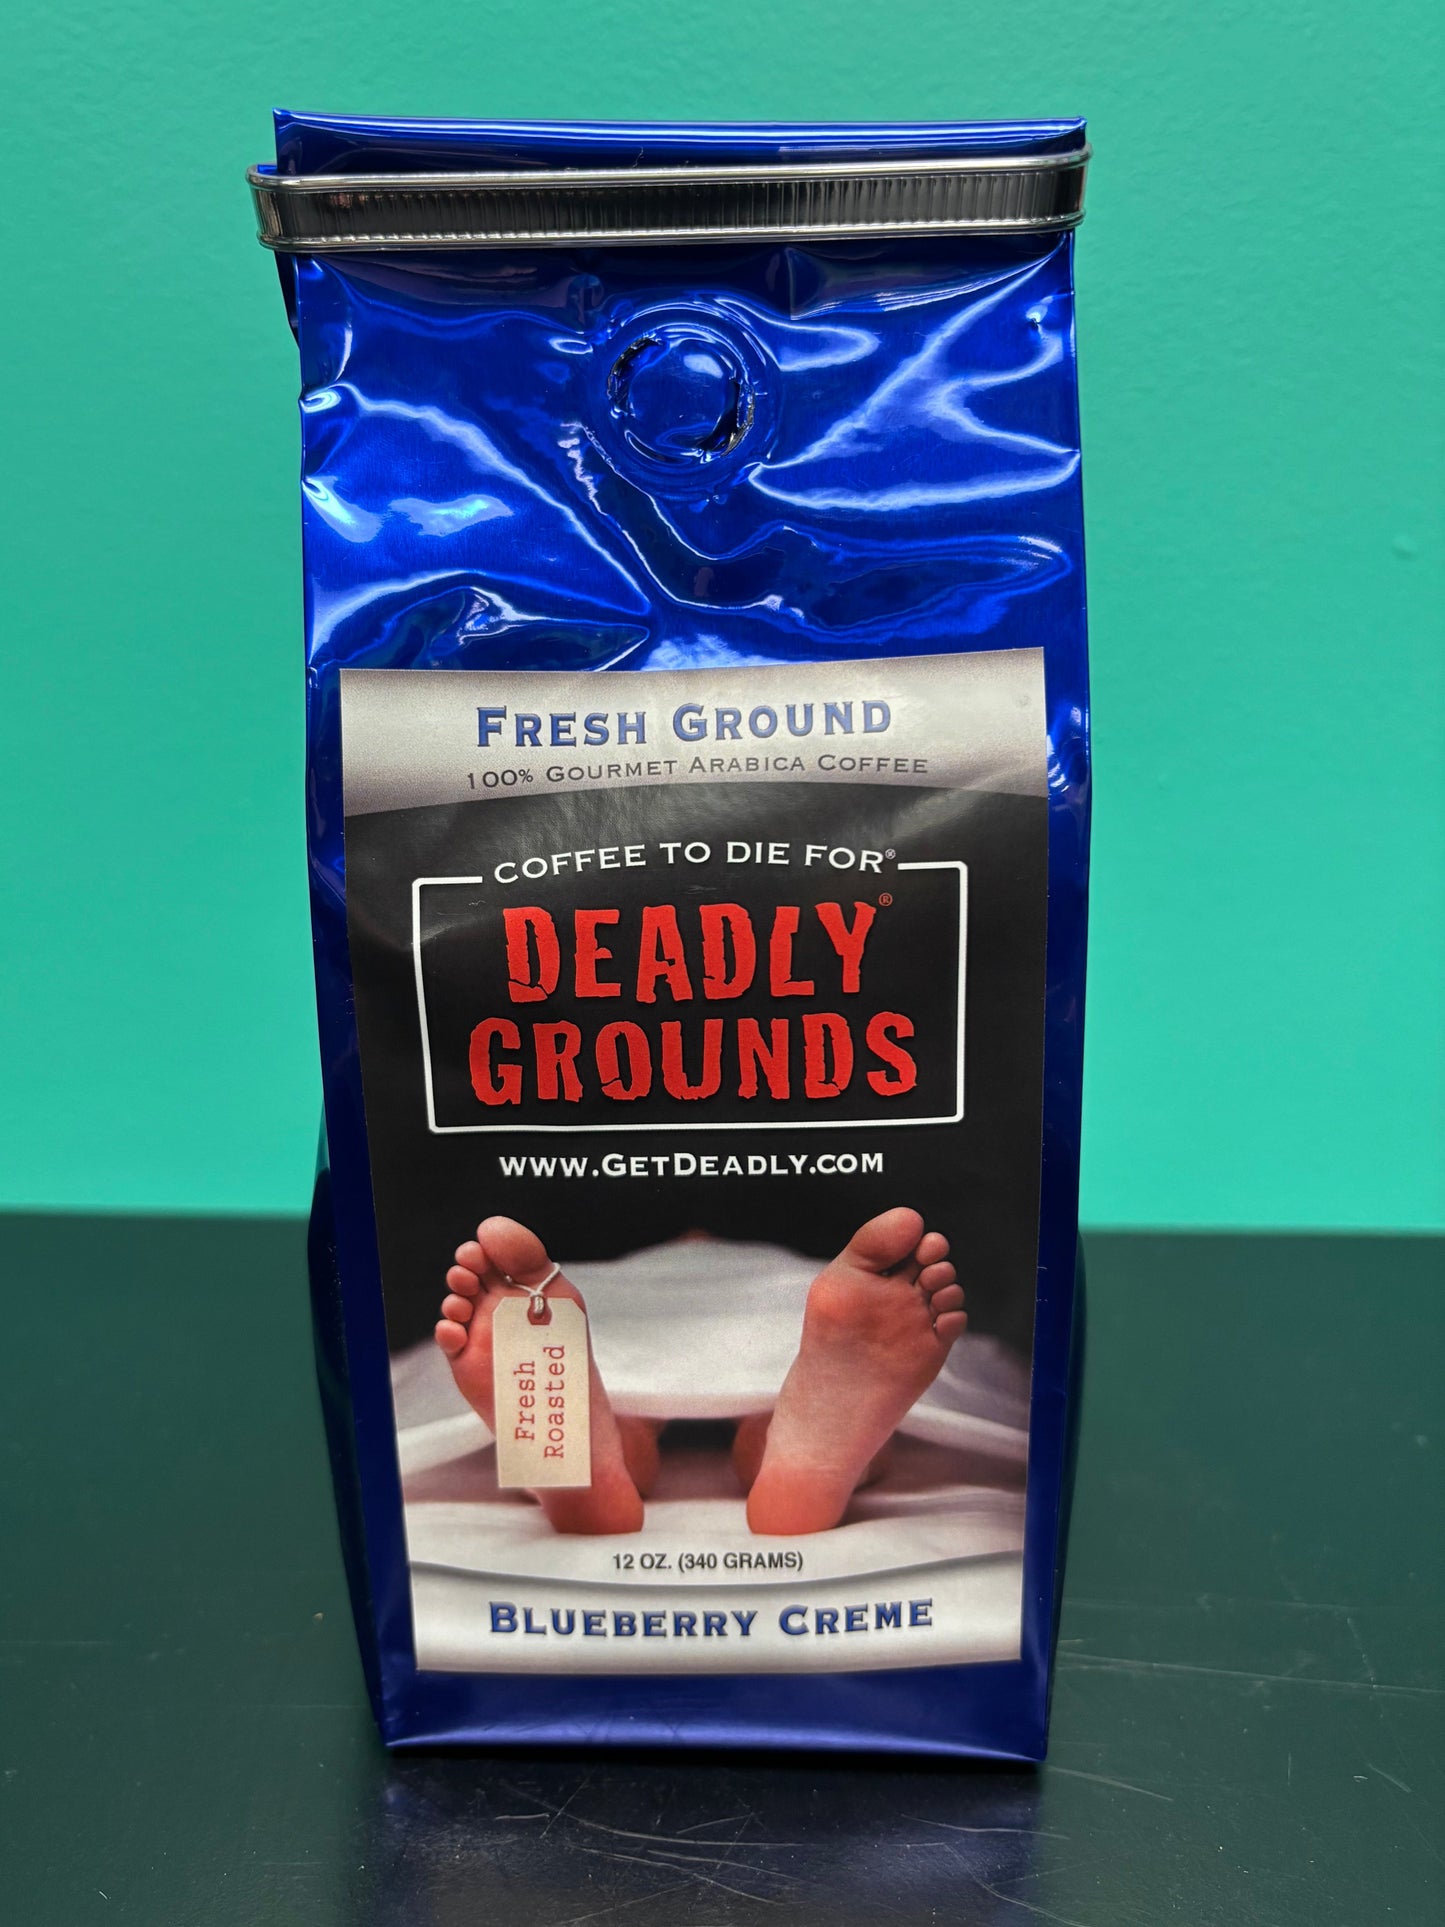 FRESH GROUND
100% GOURMET ARABICA COFFEE
COFFEE TO DIE FOR®
DEADLY®
GROUNDS
WWW.GETDEADLY.COM
Fresh
Roasted
12 OZ. (340 GRAMS)
BLUEBERRY CREME